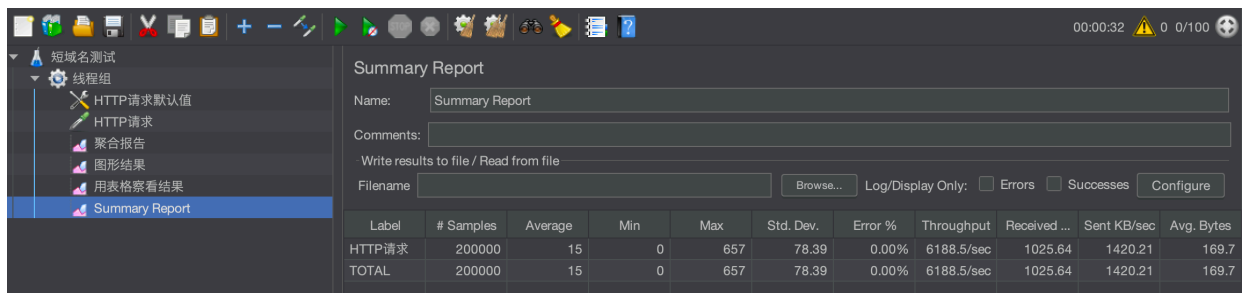 00:00:32 0 0/100
短域名测试
线程组
HTTP请求默认值
HTTP请求
聚合报告
图形结果
用表格察看结果
Summary Report
Summary Report
Name: Summary Report
Comments:
Write results to file / Read from file
Filename Browse... Log/Display Only: Errors Successes Configure
Label # Samples Average Min Max Std. Dev. Error % Throughput Received ... Sent KB/sec Avg. Bytes
HTTP请求 200000 15 0 657 78.39 0.00% 6188.5/sec 1025.64 1420.21 169.7
TOTAL 200000 15 0 657 78.39 0.00% 6188.5/sec 1025.64 1420.21 169.7